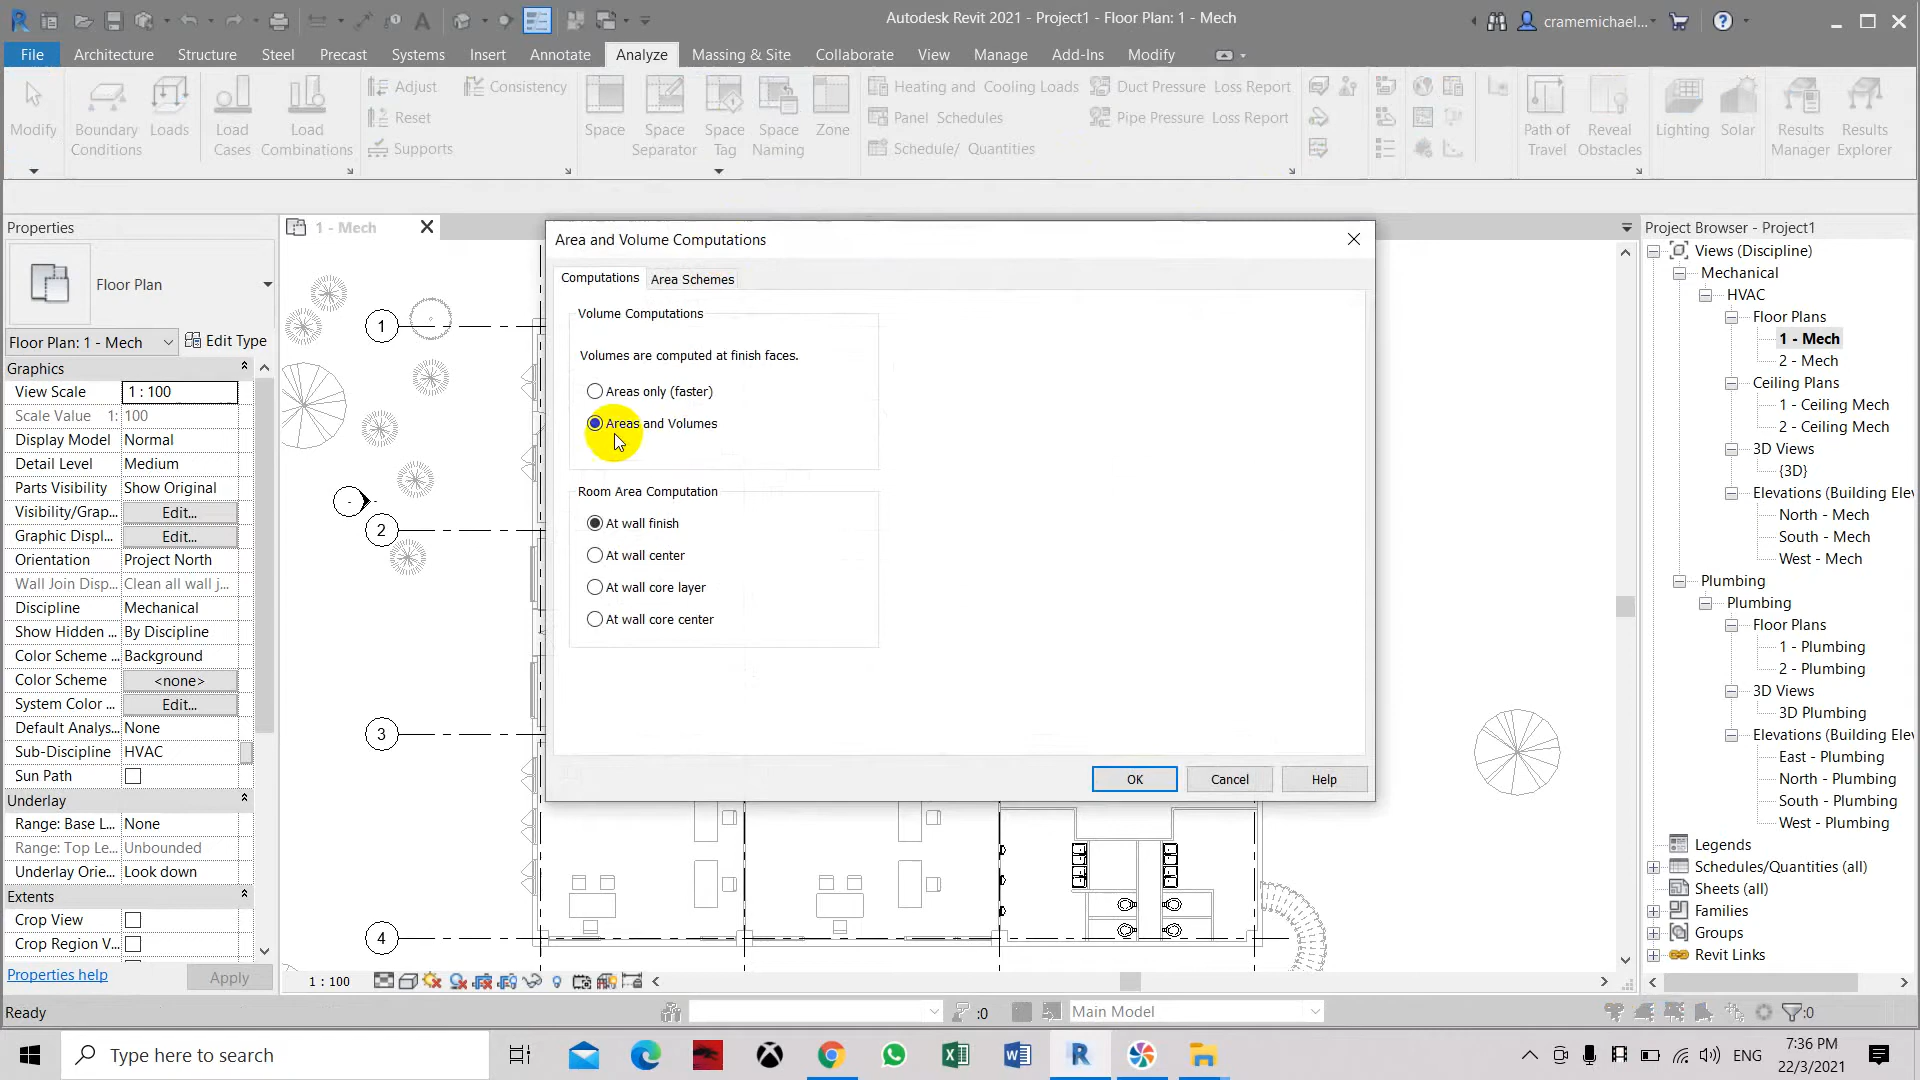 Autodesk Revit 2021 - Project1 - Floor Plan: 1 - Mech
cramemichael...
File Architecture Structure Steel Precast Systems Insert Annotate Analyze Massing & Site Collaborate View Manage Add-Ins Modify
Modify
Boundary Conditions
Loads
Load Cases
Load Combinations
Adjust
Reset
Supports
Consistency
Space
Space Separator
Space Tag
Space Naming
Zone
Heating and Cooling Loads
Panel Schedules
Schedule/ Quantities
Duct Pressure Loss Report
Pipe Pressure Loss Report
Path of Travel
Reveal Obstacles
Lighting
Solar
Results Manager
Results Explorer
Properties
Floor Plan
Floor Plan: 1 - Mech Edit Type
Graphics
View Scale 1 : 100
Scale Value 1: 100
Display Model Normal
Detail Level Medium
Parts Visibility Show Original
Visibility/Grap... Edit...
Graphic Displ... Edit...
Orientation Project North
Wall Join Disp... Clean all wall j...
Discipline Mechanical
Show Hidden ... By Discipline
Color Scheme ... Background
Color Scheme <none>
System Color ... Edit...
Default Analys... None
Sub-Discipline HVAC
Sun Path
Underlay
Range: Base L... None
Range: Top Le... Unbounded
Underlay Orie... Look down
Extents
Crop View
Crop Region V...
Properties help Apply
1 - Mech
1
2
3
4
Area and Volume Computations
Computations Area Schemes
Volume Computations
Volumes are computed at finish faces.
Areas only (faster)
Areas and Volumes
Room Area Computation
At wall finish
At wall center
At wall core layer
At wall core center
OK Cancel Help
Project Browser - Project1
Views (Discipline)
Mechanical
HVAC
Floor Plans
1 - Mech
2 - Mech
Ceiling Plans
1 - Ceiling Mech
2 - Ceiling Mech
3D Views
{3D}
Elevations (Building Ele
North - Mech
South - Mech
West - Mech
Plumbing
Plumbing
Floor Plans
1 - Plumbing
2 - Plumbing
3D Views
3D Plumbing
Elevations (Building Ele
East - Plumbing
North - Plumbing
South - Plumbing
West - Plumbing
Legends
Schedules/Quantities (all)
Sheets (all)
Families
Groups
Revit Links
1 : 100
Ready
:0
Main Model
:0
Type here to search
ENG
7:36 PM
22/3/2021